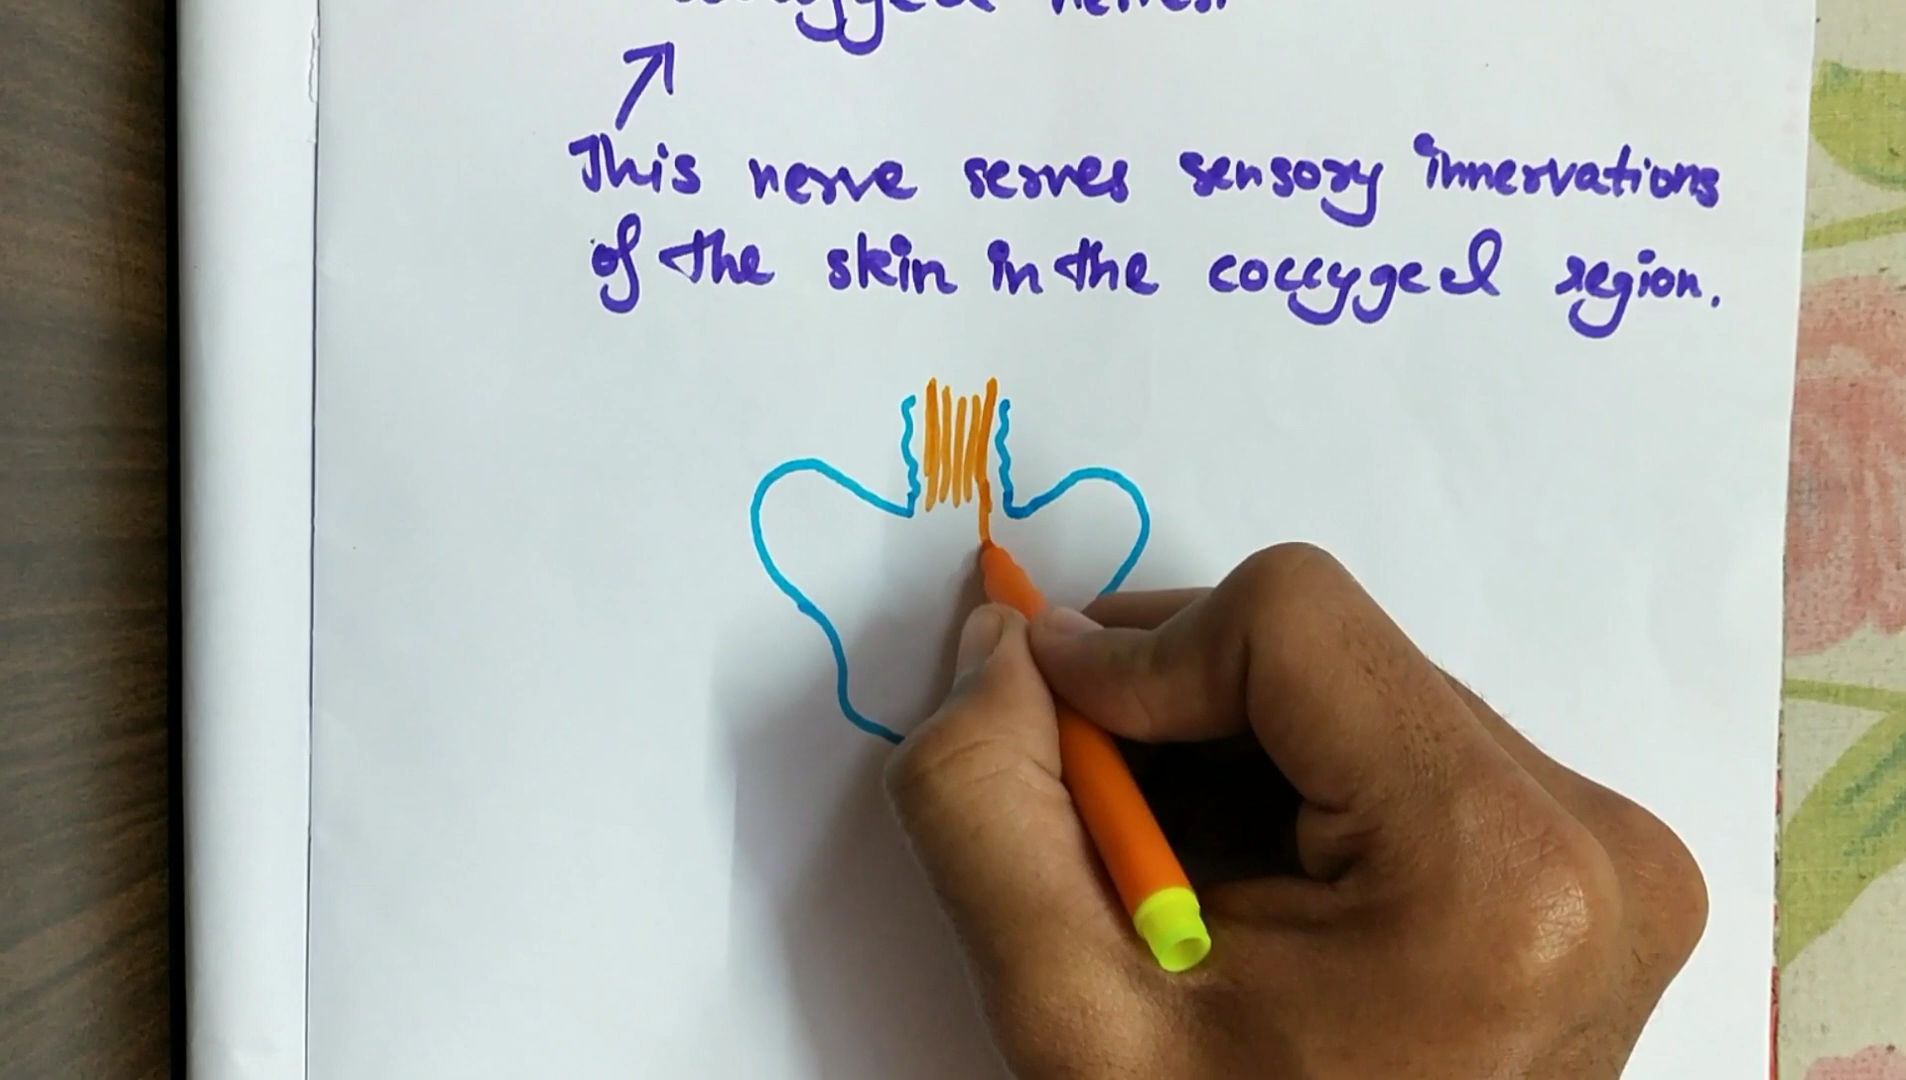 This nerve serves sensory innervations
of the skin in the coccygeal region.